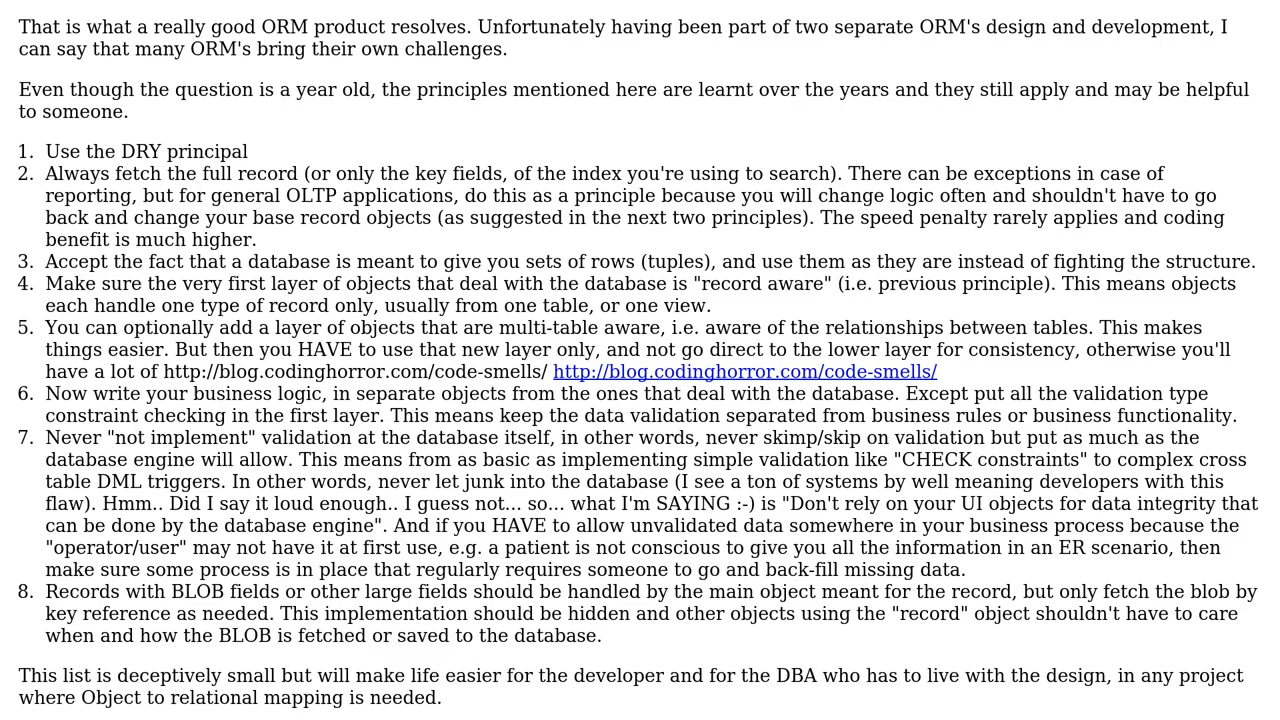 That is what a really good ORM product resolves. Unfortunately having been part of two separate ORM's design and development, I
can say that many ORM's bring their own challenges.
Even though the question is a year old, the principles mentioned here are learnt over the years and they still apply and may be helpful
to someone.
1. Use the DRY principal
2. Always fetch the full record (or only the key fields, of the index you're using to search). There can be exceptions in case of
reporting, but for general OLTP applications, do this as a principle because you will change logic often and shouldn't have to go
back and change your base record objects (as suggested in the next two principles). The speed penalty rarely applies and coding
benefit is much higher.
3. Accept the fact that a database is meant to give you sets of rows (tuples), and use them as they are instead of fighting the structure.
4. Make sure the very first layer of objects that deal with the database is "record aware" (i.e. previous principle). This means objects
each handle one type of record only, usually from one table, or one view.
5. You can optionally add a layer of objects that are multi-table aware, i.e. aware of the relationships between tables. This makes
things easier. But then you HAVE to use that new layer only, and not go direct to the lower layer for consistency, otherwise you'll
have a lot of http://blog.codinghorror.com/code-smells/ http://blog.codinghorror.com/code-smells/
6. Now write your business logic, in separate objects from the ones that deal with the database. Except put all the validation type
constraint checking in the first layer. This means keep the data validation separated from business rules or business functionality.
7. Never "not implement" validation at the database itself, in other words, never skimp/skip on validation but put as much as the
database engine will allow. This means from as basic as implementing simple validation like "CHECK constraints" to complex cross
table DML triggers. In other words, never let junk into the database (I see a ton of systems by well meaning developers with this
flaw). Hmm.. Did I say it loud enough.. I guess not... so... what I'm SAYING :-) is "Don't rely on your UI objects for data integrity that
can be done by the database engine". And if you HAVE to allow unvalidated data somewhere in your business process because the
"operator/user" may not have it at first use, e.g. a patient is not conscious to give you all the information in an ER scenario, then
make sure some process is in place that regularly requires someone to go and back-fill missing data.
8. Records with BLOB fields or other large fields should be handled by the main object meant for the record, but only fetch the blob by
key reference as needed. This implementation should be hidden and other objects using the "record" object shouldn't have to care
when and how the BLOB is fetched or saved to the database.
This list is deceptively small but will make life easier for the developer and for the DBA who has to live with the design, in any project
where Object to relational mapping is needed.